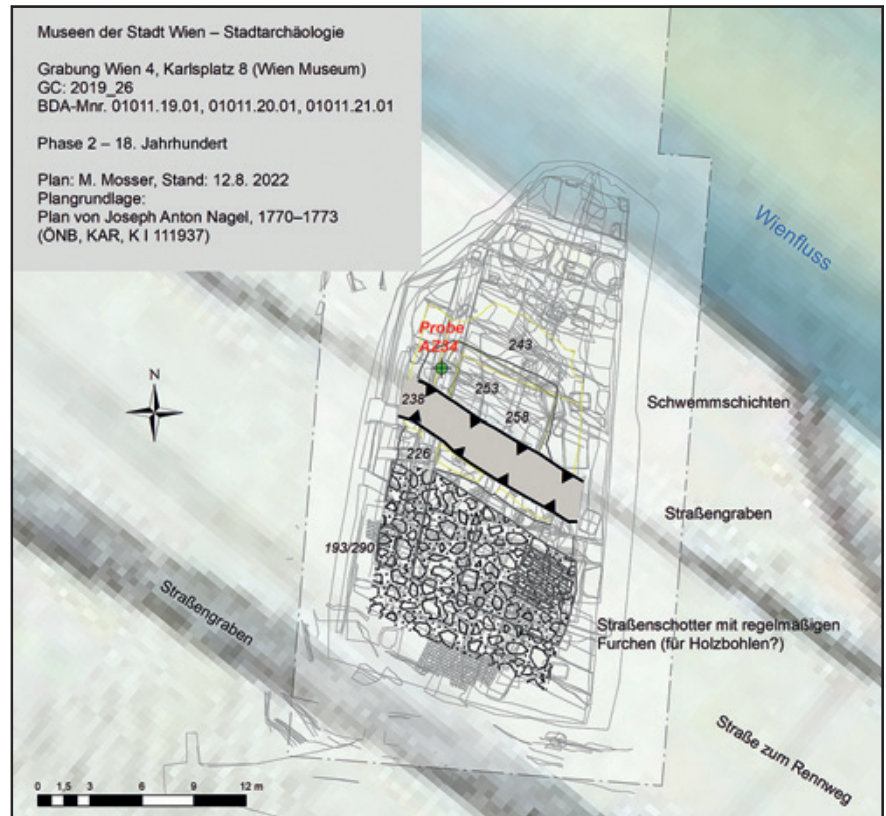 Museen der Stadt Wien – Stadtarchäologie
Grabung Wien 4, Karlsplatz 8 (Wien Museum)
GC: 2019_26
BDA-Mnr. 01011.19.01, 01011.20.01, 01011.21.01
Phase 2 – 18. Jahrhundert
Plan: M. Mosser, Stand: 12.8. 2022
Plangrundlage:
Plan von Joseph Anton Nagel, 1770–1773
(ÖNB, KAR, K I 111937)
Wienfluss
Probe
AZ34
243
253
238
258
Schwemmschichten
N
226
Straßengraben
193/290
Straßengraben
Straßenschotter mit regelmäßigen
Furchen (für Holzbohlen?)
Straße zum Rennweg
0 1,5 3 6 9 12 m